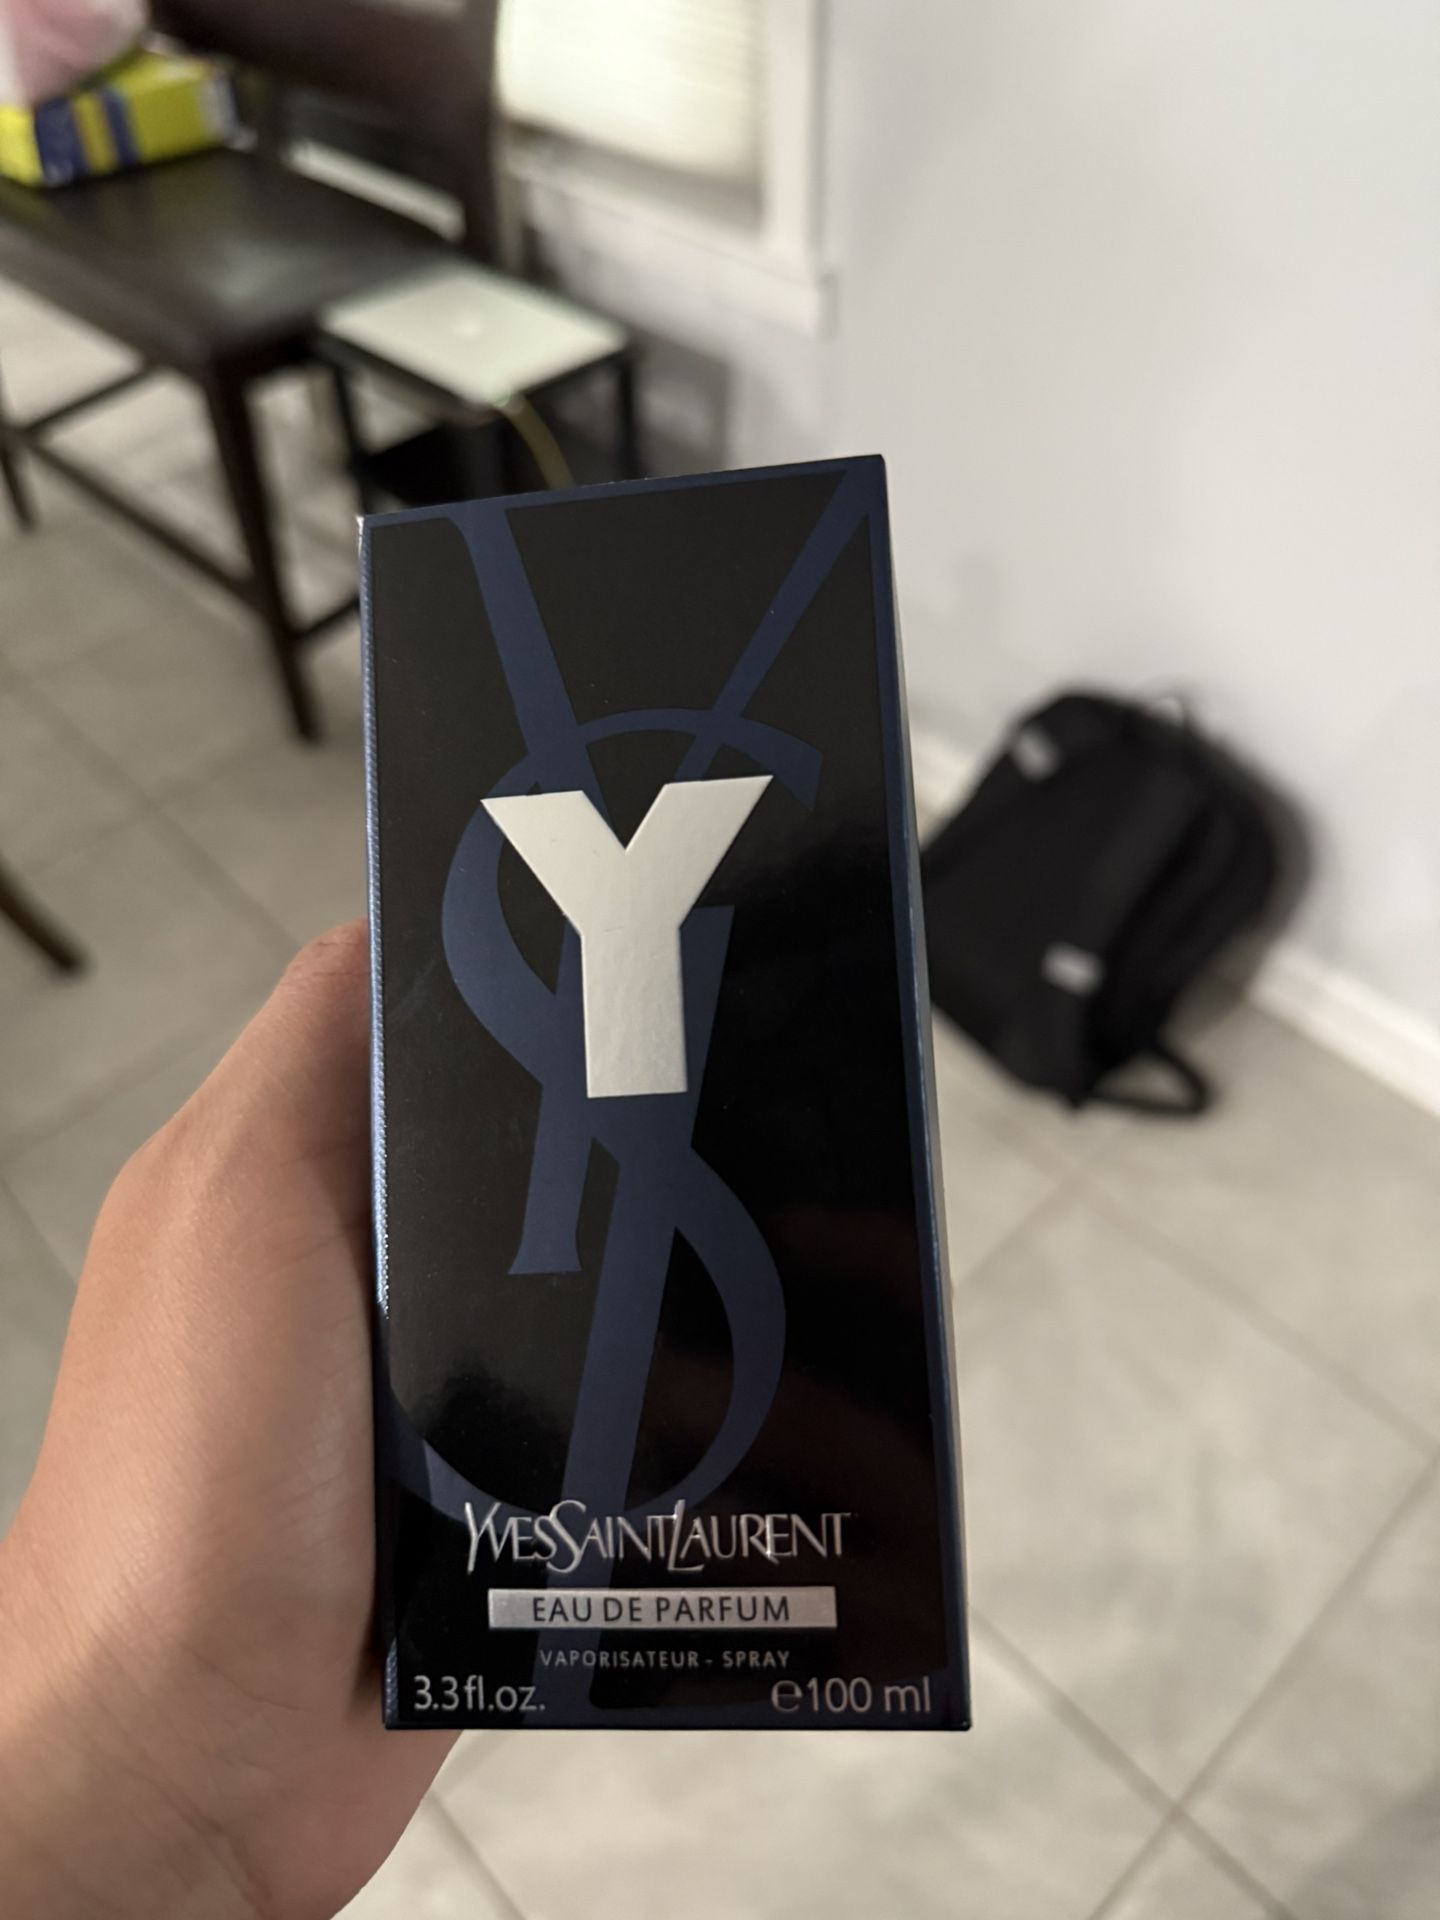 Y
YVESSAINTLAURENT
EAU DE PARFUM
VAPORISATEUR - SPRAY
3.3fl.oz. ℮100 ml